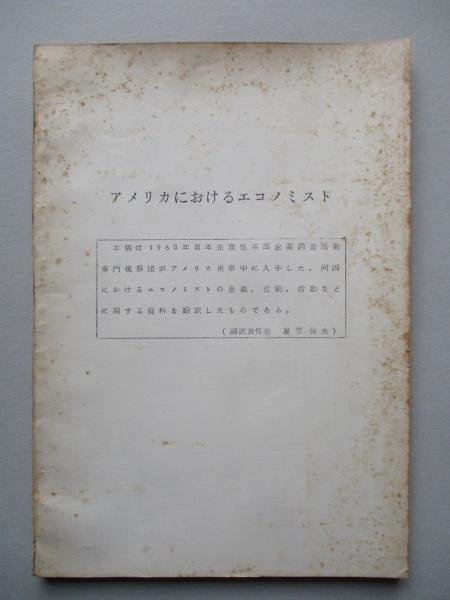 アメリカにおけるエコノミスト
本稿は1960年日本生産性本部企業調査活動
専門視察団がアメリカ視察中に入手した、同国
におけるエコノミストの意義、役割、活動など
に関する資料を翻訳したものである。
(翻訳責任者 保夫)